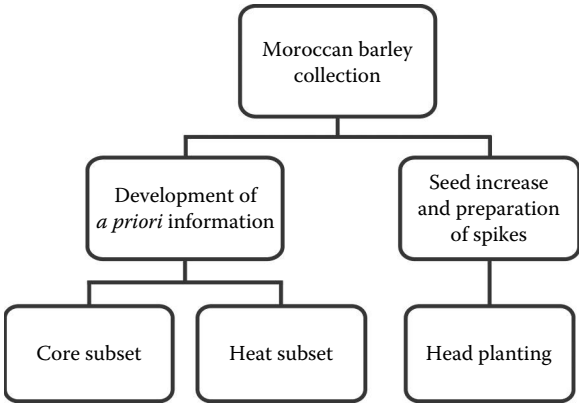 Moroccan barley
collection
Development of
a priori information
Seed increase
and preparation
of spikes
Core subset
Heat subset
Head planting